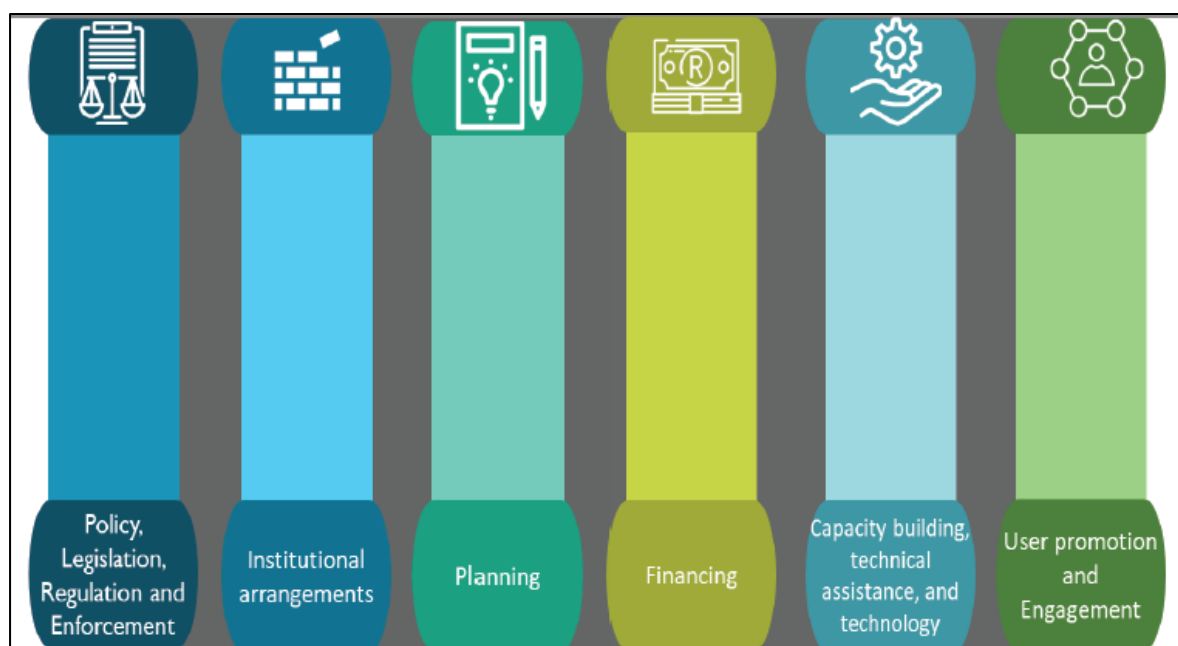 R
Policy,
Legislation,
Regulation and
Enforcement
Institutional
arrangements
Planning
Financing
Capacity building,
technical
assistance, and
technology
User promotion
and
Engagement